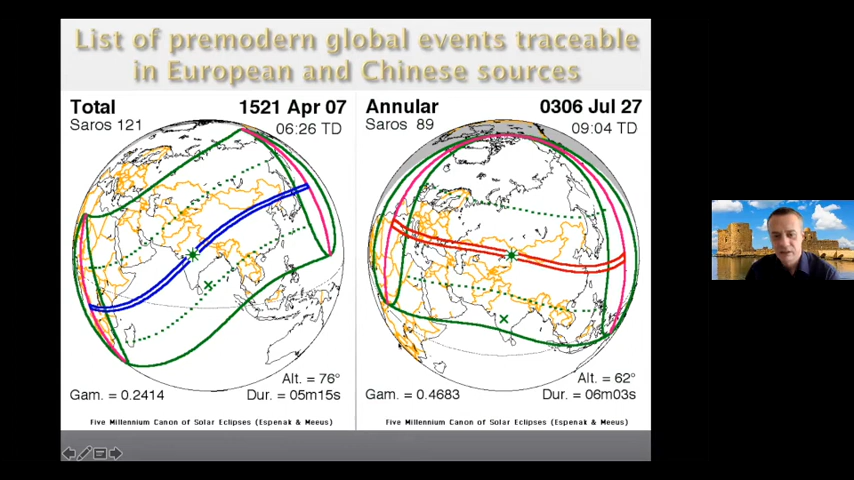 List of premodern global events traceable
in European and Chinese sources
Total 1521 Apr 07
Saros 121 06:26 TD
Alt. = 76°
Gam. = 0.2414 Dur. = 05m15s
Five Millennium Canon of Solar Eclipses (Espenak & Meeus)
Annular 0306 Jul 27
Saros 89 09:04 TD
Alt. = 62°
Gam. = 0.4683 Dur. = 06m03s
Five Millennium Canon of Solar Eclipses (Espenak & Meeus)